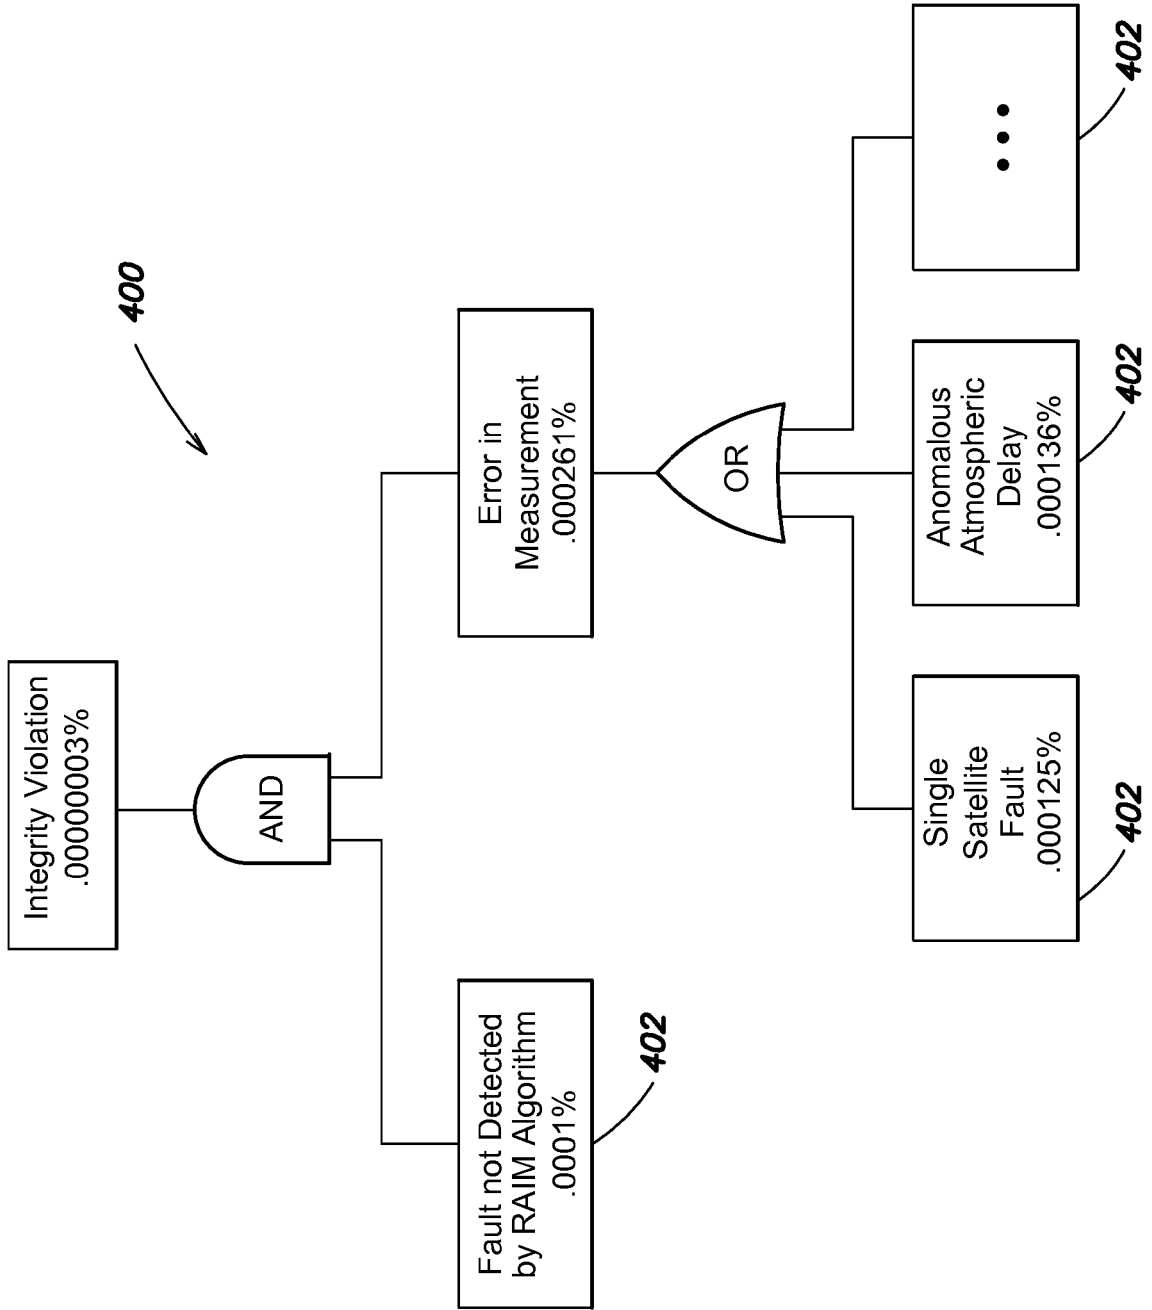 400
Integrity Violation
.00000003%
AND
Fault not Detected
by RAIM Algorithm
.0001%
402
Error in
Measurement
.000261%
OR
Single
Satellite
Fault
.000125%
402
Anomalous
Atmospheric
Delay
.000136%
402
•••
402